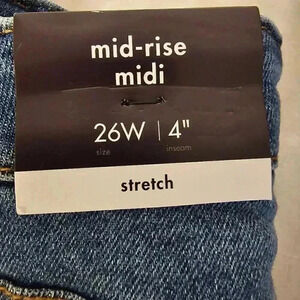 mid-rise
midi
26W | 4"
size inseam
stretch